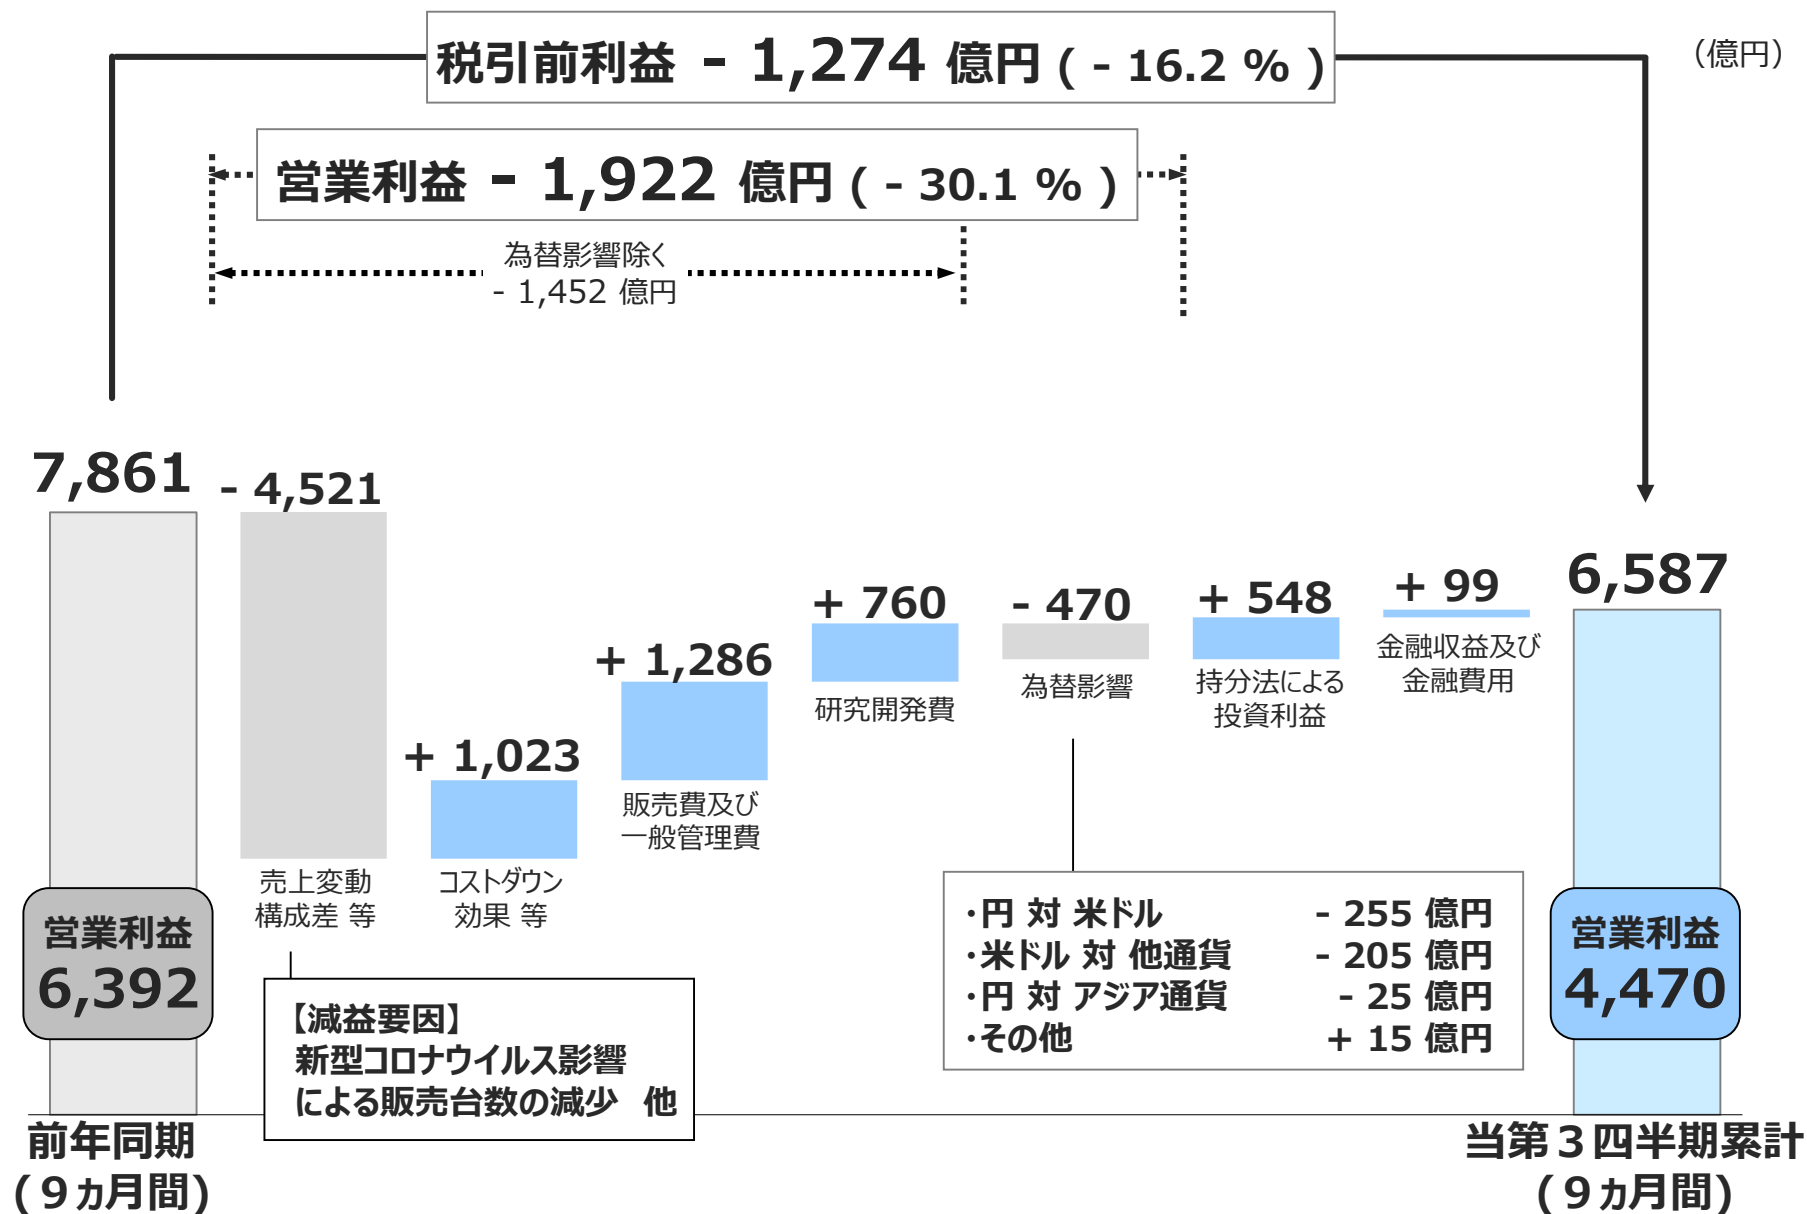 税引前利益 - 1,274 億円 ( - 16.2 % )
（億円）
営業利益 - 1,922 億円 ( - 30.1 % )
為替影響除く
- 1,452 億円
7,861
- 4,521
+ 1,023
+ 1,286
+ 760
- 470
+ 548
+ 99
6,587
売上変動
構成差 等
コストダウン
効果 等
販売費及び
一般管理費
研究開発費
為替影響
持分法による
投資利益
金融収益及び
金融費用
営業利益
6,392
【減益要因】
新型コロナウイルス影響
による販売台数の減少　他
・円 対 米ドル - 255 億円
・米ドル 対 他通貨 - 205 億円
・円 対 アジア通貨 - 25 億円
・その他 + 15 億円
営業利益
4,470
前年同期
(９ヵ月間)
当第３四半期累計
(９ヵ月間)